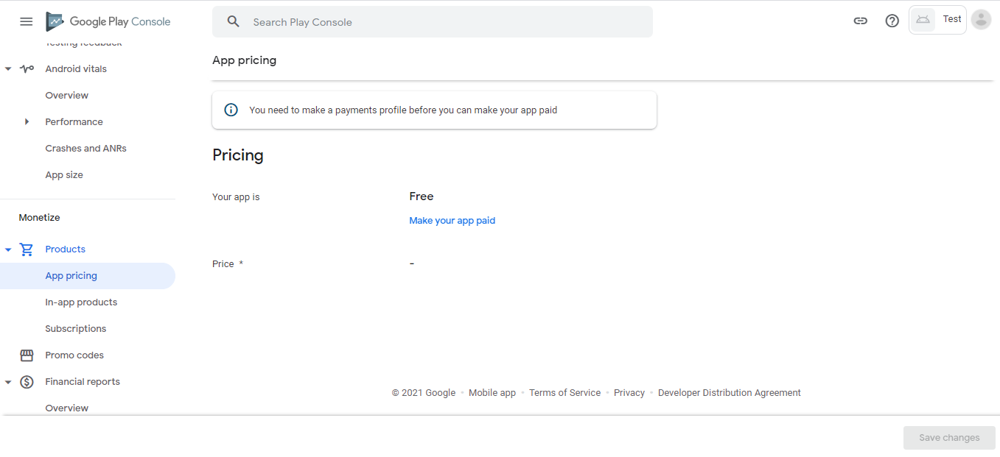 Google Play Console
Search Play Console
Test
Testing feedback
Android vitals
Overview
Performance
Crashes and ANRs
App size
Monetize
Products
App pricing
In-app products
Subscriptions
Promo codes
Financial reports
Overview
App pricing
You need to make a payments profile before you can make your app paid
Pricing
Your app is
Free
Make your app paid
Price *
-
© 2021 Google · Mobile app · Terms of Service · Privacy · Developer Distribution Agreement
Save changes